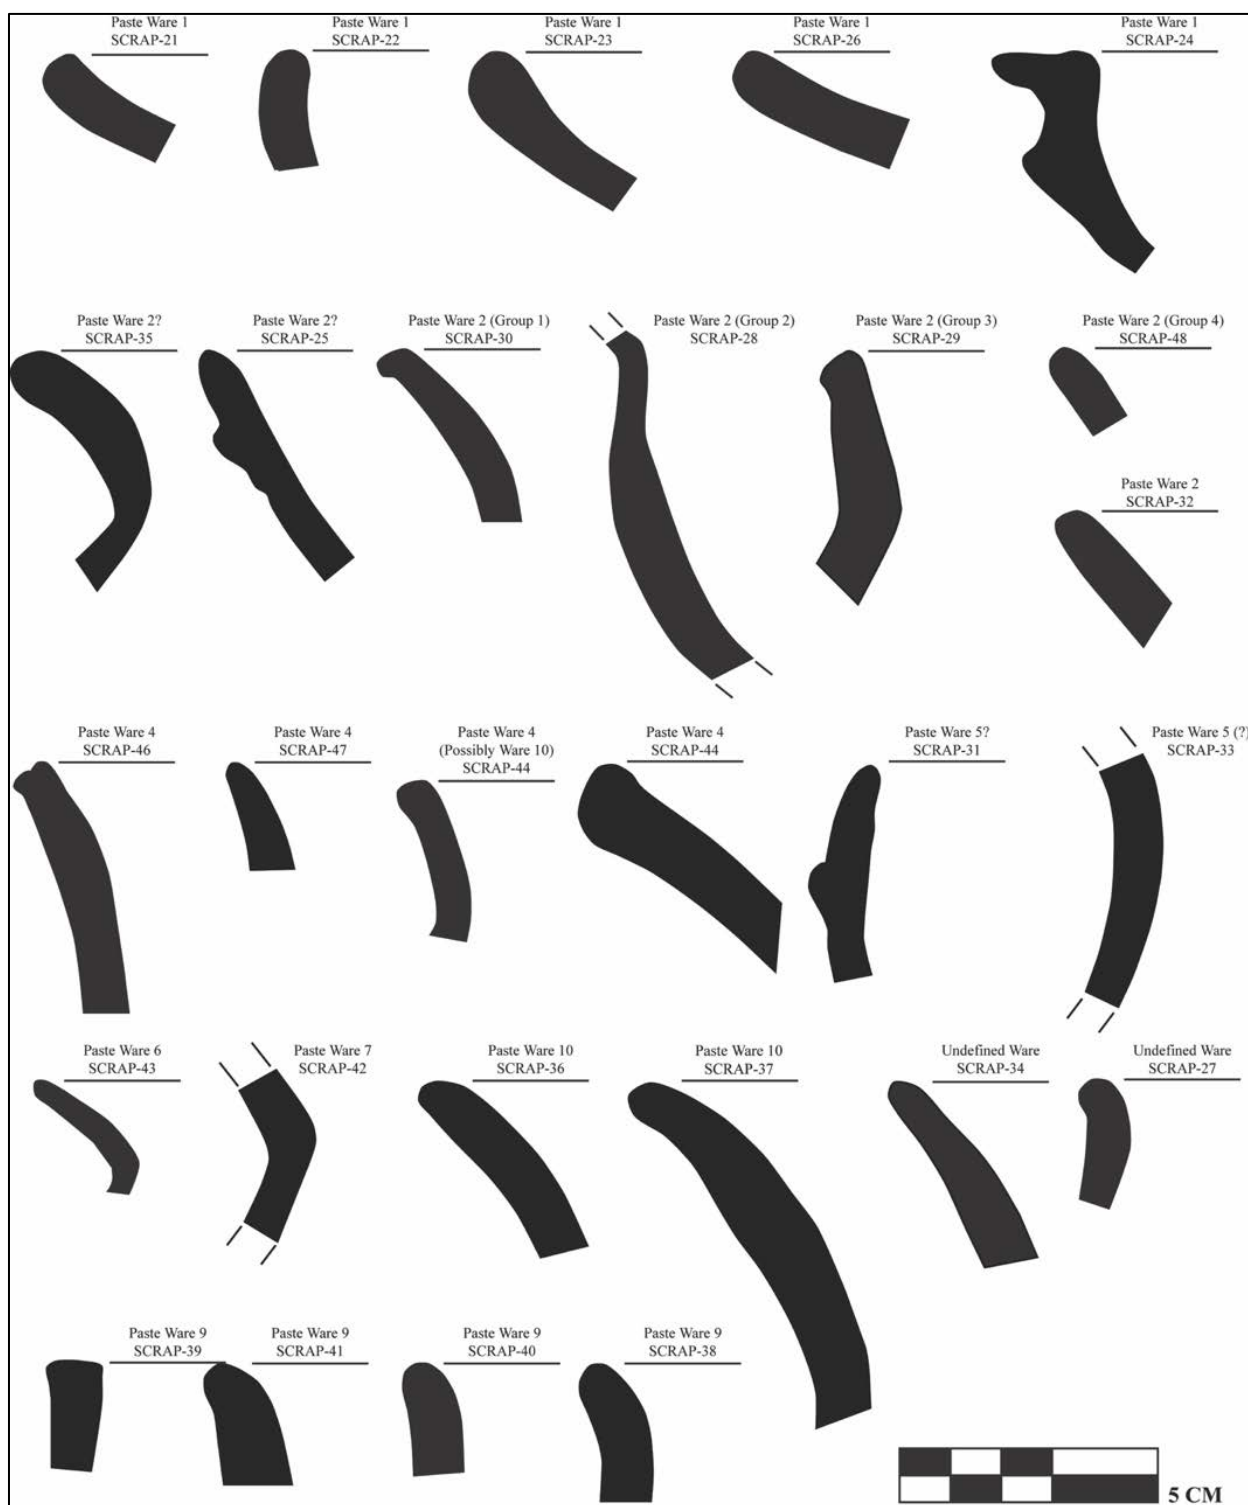 Paste Ware 1
SCRAP-21
Paste Ware 1
SCRAP-22
Paste Ware 1
SCRAP-23
Paste Ware 1
SCRAP-26
Paste Ware 1
SCRAP-24
Paste Ware 2?
SCRAP-35
Paste Ware 2?
SCRAP-25
Paste Ware 2 (Group 1)
SCRAP-30
Paste Ware 2 (Group 2)
SCRAP-28
Paste Ware 2 (Group 3)
SCRAP-29
Paste Ware 2 (Group 4)
SCRAP-48
Paste Ware 2
SCRAP-32
Paste Ware 4
SCRAP-46
Paste Ware 4
SCRAP-47
Paste Ware 4
(Possibly Ware 10)
SCRAP-44
Paste Ware 4
SCRAP-44
Paste Ware 5?
SCRAP-31
Paste Ware 5 (?)
SCRAP-33
Paste Ware 6
SCRAP-43
Paste Ware 7
SCRAP-42
Paste Ware 10
SCRAP-36
Paste Ware 10
SCRAP-37
Undefined Ware
SCRAP-34
Undefined Ware
SCRAP-27
Paste Ware 9
SCRAP-39
Paste Ware 9
SCRAP-41
Paste Ware 9
SCRAP-40
Paste Ware 9
SCRAP-38
5 CM